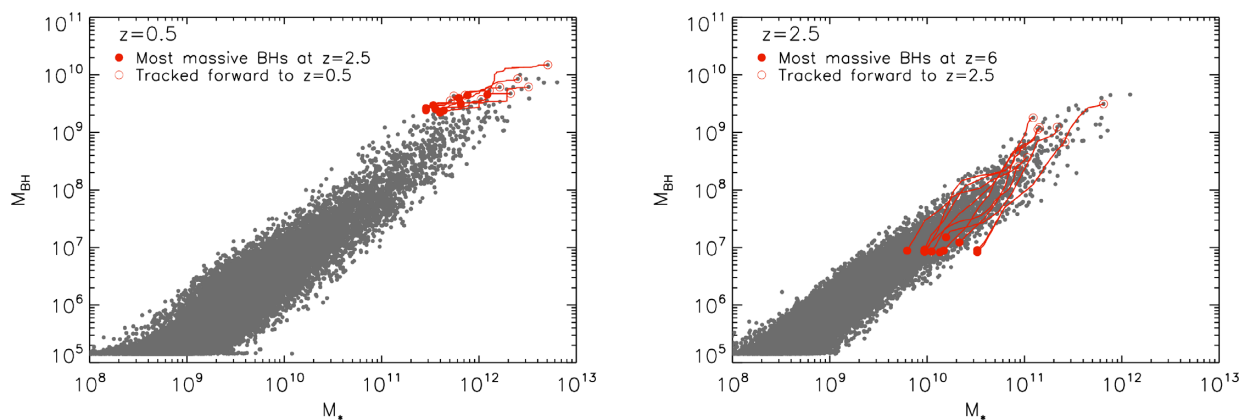 z=0.5
Most massive BHs at z=2.5
Tracked forward to z=0.5
10^11
10^10
10^9
10^8
10^7
10^6
10^5
M_BH
10^8 10^9 10^10 10^11 10^12 10^13
M_*
z=2.5
Most massive BHs at z=6
Tracked forward to z=2.5
10^11
10^10
10^9
10^8
10^7
10^6
10^5
M_BH
10^8 10^9 10^10 10^11 10^12 10^13
M_*